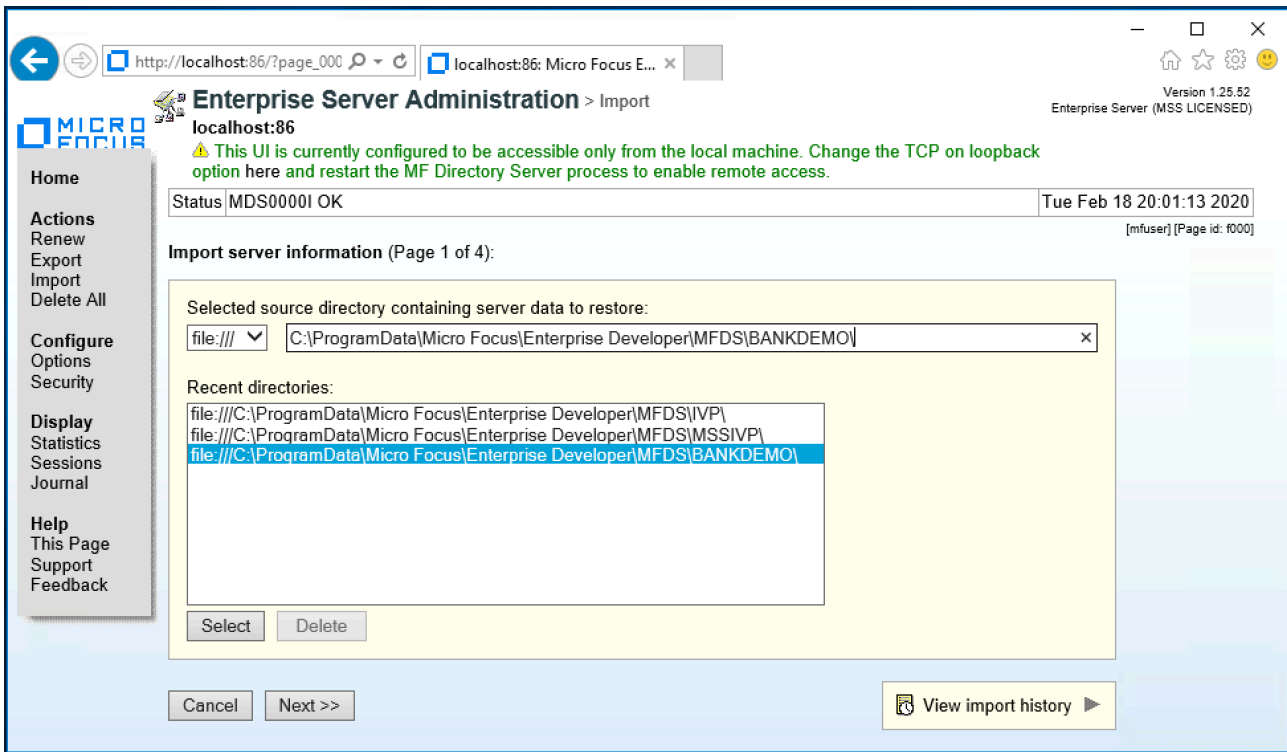 http://localhost:86/?page_000
localhost:86: Micro Focus E...
MICRO
FOCUS
Enterprise Server Administration > Import
Version 1.25.52
Enterprise Server (MSS LICENSED)
localhost:86
This UI is currently configured to be accessible only from the local machine. Change the TCP on loopback
option here and restart the MF Directory Server process to enable remote access.
Status MDS0000I OK
Tue Feb 18 20:01:13 2020
[mfuser] [Page id: f000]
Home
Actions
Renew
Export
Import
Delete All
Configure
Options
Security
Display
Statistics
Sessions
Journal
Help
This Page
Support
Feedback
Import server information (Page 1 of 4):
Selected source directory containing server data to restore:
file:///
C:\ProgramData\Micro Focus\Enterprise Developer\MFDS\BANKDEMO\
Recent directories:
file:///C:\ProgramData\Micro Focus\Enterprise Developer\MFDS\IVP\
file:///C:\ProgramData\Micro Focus\Enterprise Developer\MFDS\MSSIVP\
file:///C:\ProgramData\Micro Focus\Enterprise Developer\MFDS\BANKDEMO\
Select
Delete
Cancel
Next >>
View import history